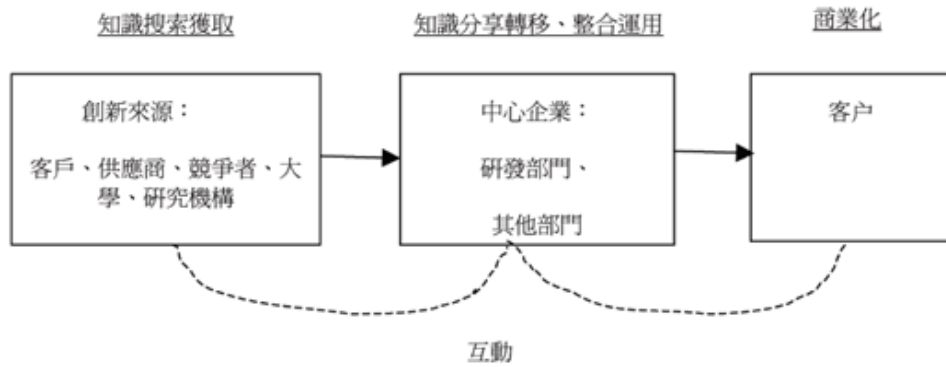 知識搜索獲取
知識分享轉移、整合運用
商業化
創新來源：
客戶、供應商、競爭者、大
學、研究機構
中心企業：
研發部門、
其他部門
客户
互動